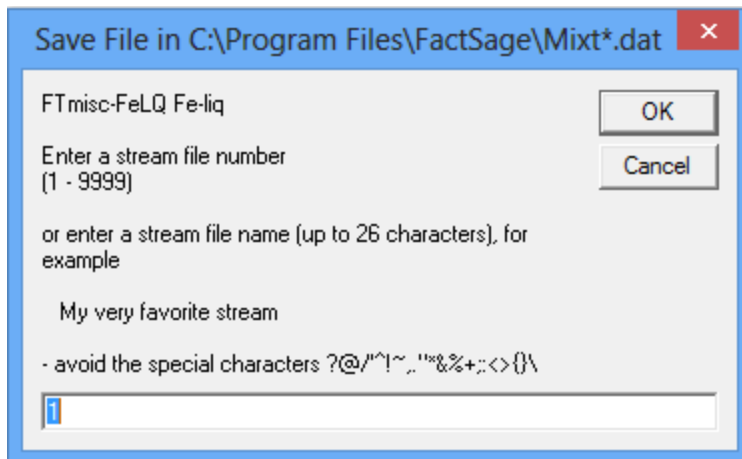 Save File in C:\Program Files\FactSage\Mixt*.dat
FTmisc-FeLQ Fe-liq
OK
Enter a stream file number
(1 - 9999)
Cancel
or enter a stream file name (up to 26 characters), for
example
My very favorite stream
- avoid the special characters ?@/"^!~,.'"*&%+;:<>{}\
1